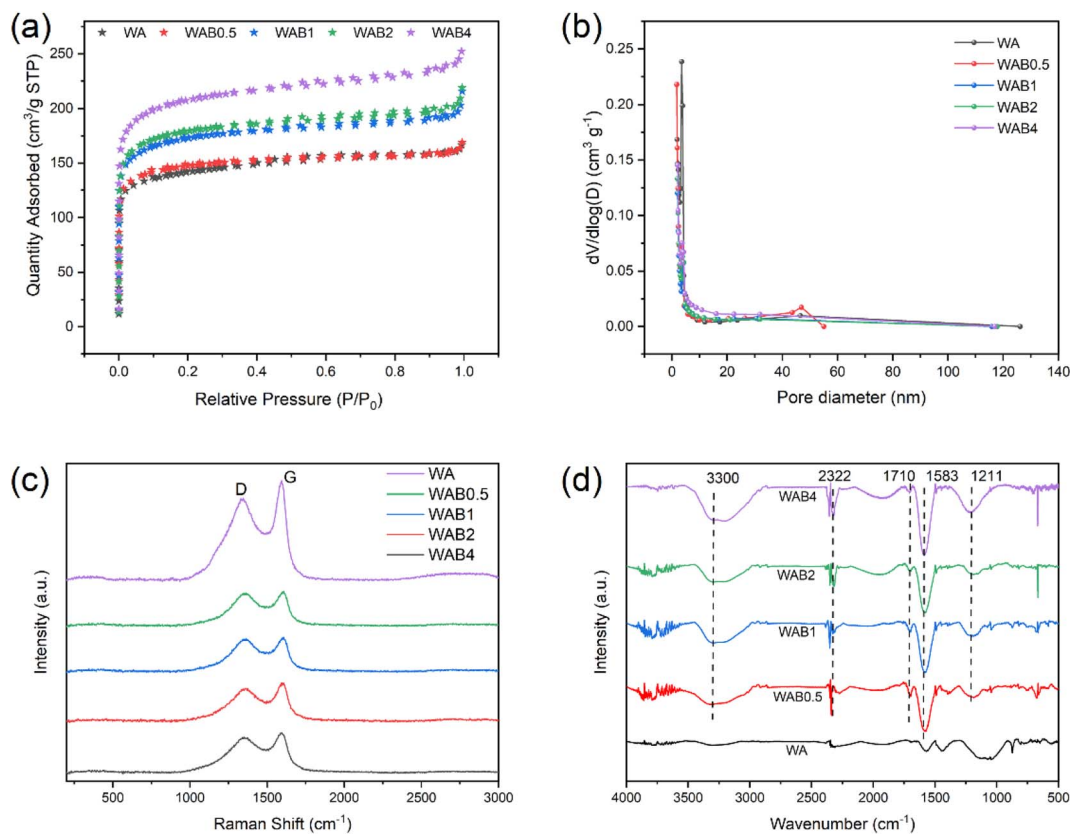 (a)
WA WAB0.5 WAB1 WAB2 WAB4
250
200
150
100
50
0
Quantity Adsorbed (cm³/g STP)
0.0 0.2 0.4 0.6 0.8 1.0
Relative Pressure (P/P₀)
(b)
0.25
0.20
0.15
0.10
0.05
0.00
dV/dlog(D) (cm³ g⁻¹)
WA
WAB0.5
WAB1
WAB2
WAB4
0 20 40 60 80 100 120 140
Pore diameter (nm)
(c)
D
G
WA
WAB0.5
WAB1
WAB2
WAB4
Intensity (a.u.)
500 1000 1500 2000 2500 3000
Raman Shift (cm⁻¹)
(d)
3300 2322 1710 1583 1211
WAB4
WAB2
WAB1
WAB0.5
WA
Intensity (a.u.)
4000 3500 3000 2500 2000 1500 1000 500
Wavenumber (cm⁻¹)